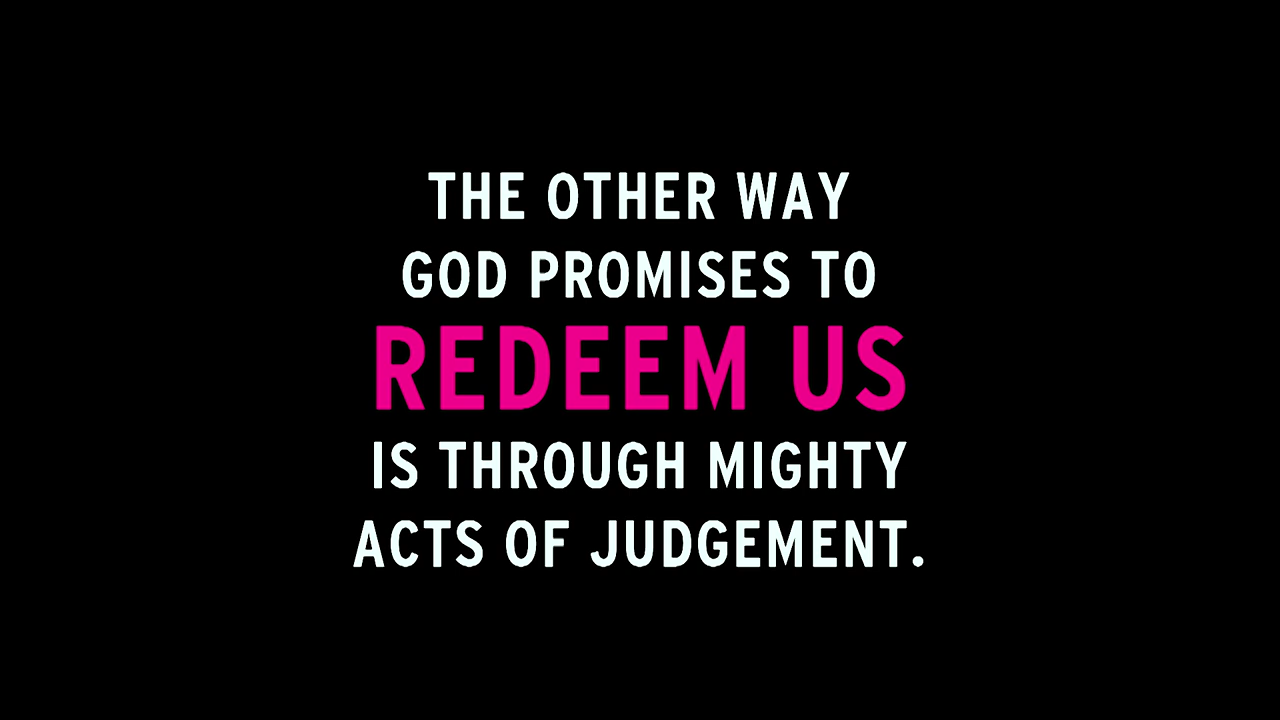 THE OTHER WAY
GOD PROMISES TO
REDEEM US
IS THROUGH MIGHTY
ACTS OF JUDGEMENT.